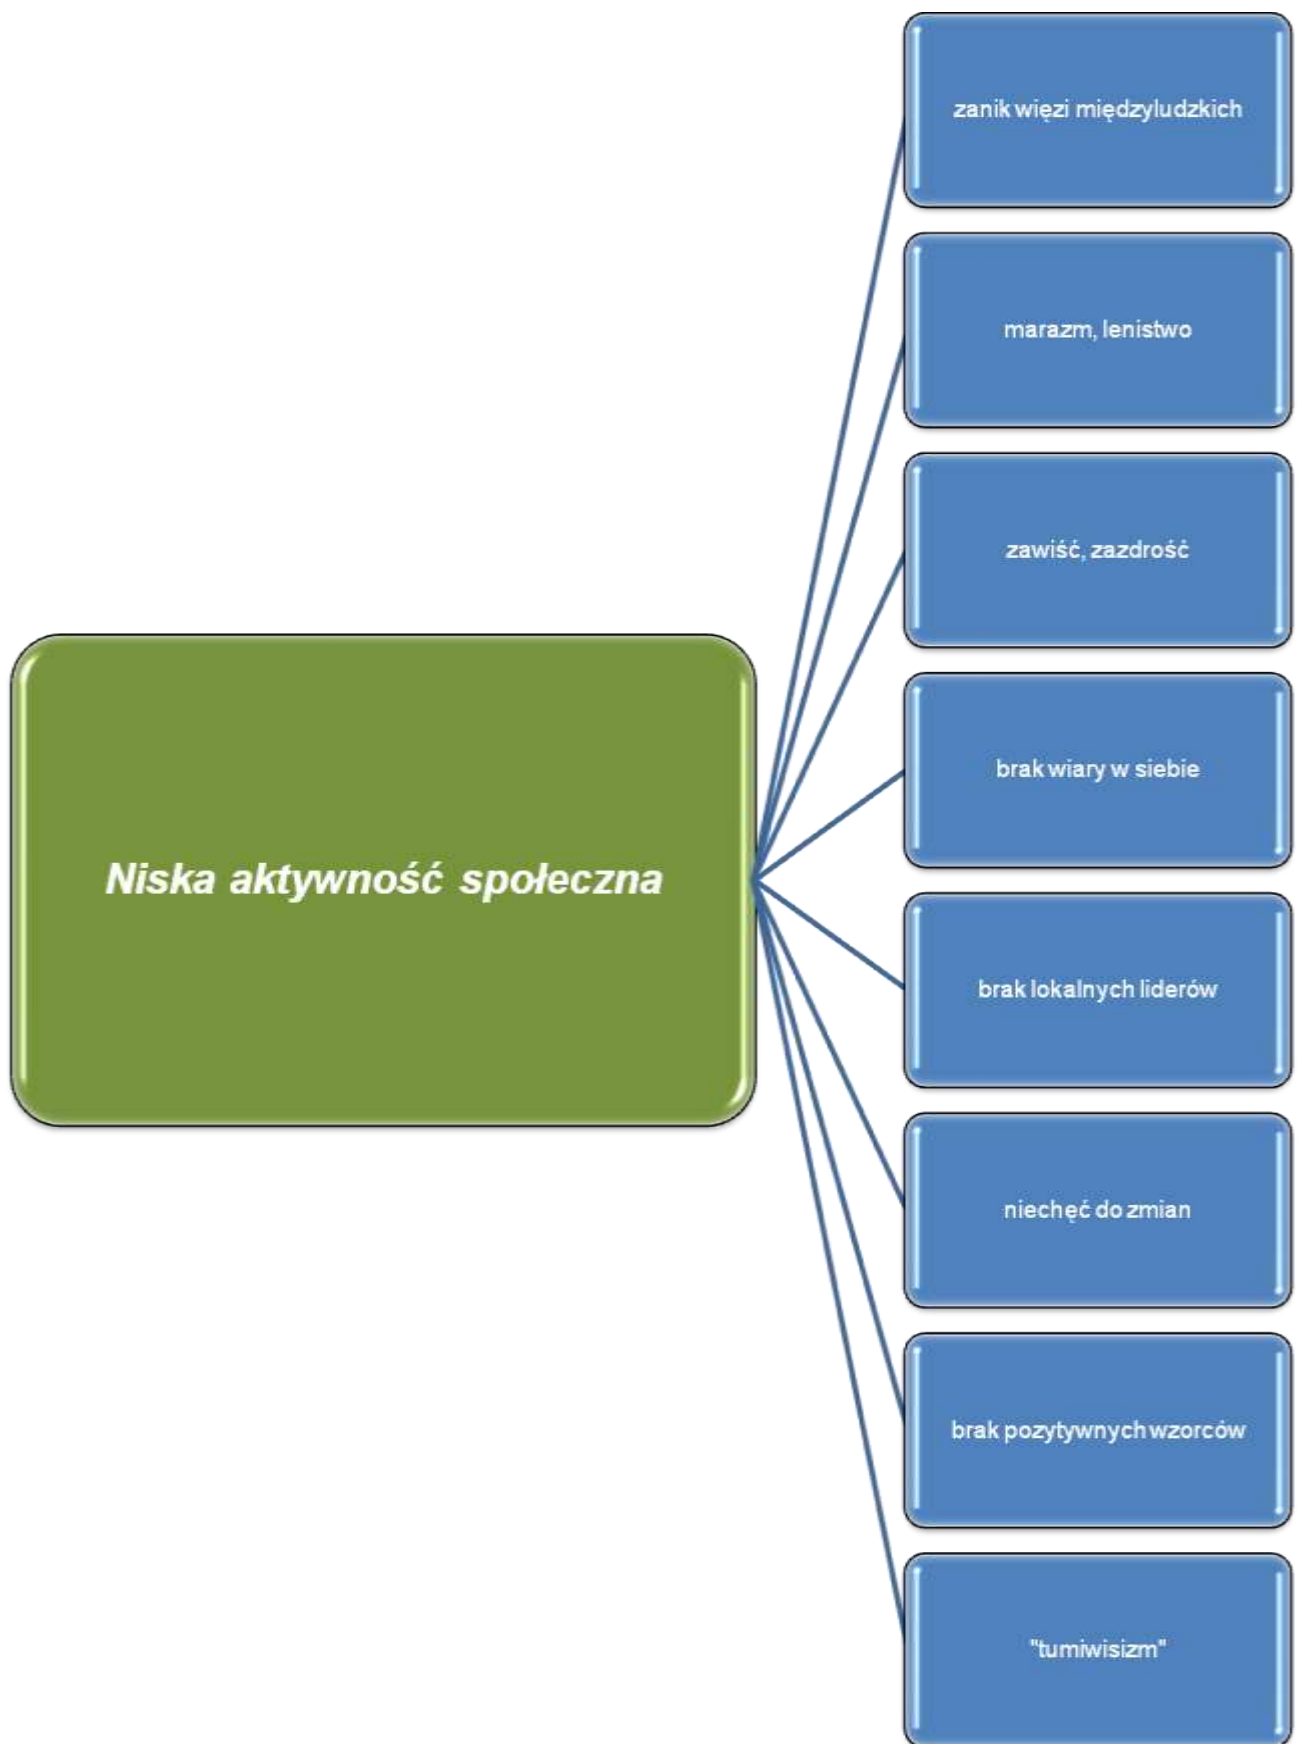 zanik więzi międzyludzkich
marazm, lenistwo
zawiść, zazdrość
brak wiary w siebie
Niska aktywność społeczna
brak lokalnych liderów
niechęć do zmian
brak pozytywnych wzorców
"tumiwisizm"